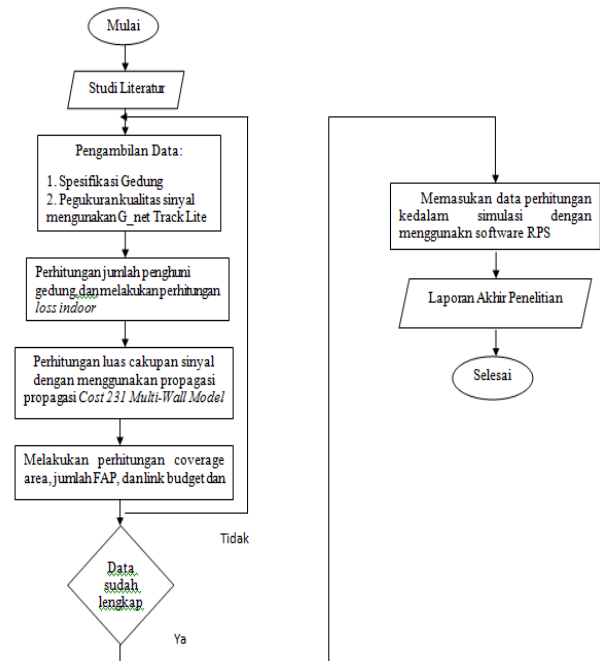 Mulai
Studi Literatur
Pengambilan Data:
1. Spesifikasi Gedung
2. Pegukurankualitas sinyal
mengunakan G_net Track Lite
Perhitungan jumlah penghuni
gedung,dan melakukan perhitungan
loss indoor
Perhitungan luas cakupan sinyal
dengan menggunakan propagasi
propagasi Cost 231 Multi-Wall Model
Melakukan perhitungan coverage
area, jumlah FAP, dan link budget dan
Tidak
Data
sudah
lengkap
Ya
Memasukan data perhitungan
kedalam simulasi dengan
menggunakn software RPS
Laporan Akhir Penelitian
Selesai